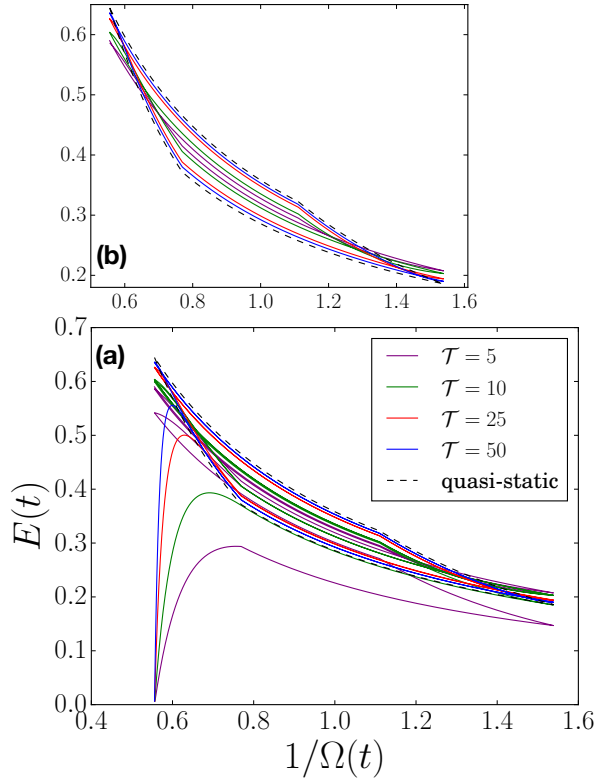 0.6
0.5
0.4
0.3
0.2
(b)
0.6 0.8 1.0 1.2 1.4 1.6
0.7
0.6
0.5
0.4
0.3
0.2
0.1
0.0
E(t)
(a)
𝒯 = 5
𝒯 = 10
𝒯 = 25
𝒯 = 50
quasi-static
0.4 0.6 0.8 1.0 1.2 1.4 1.6
1/Ω(t)